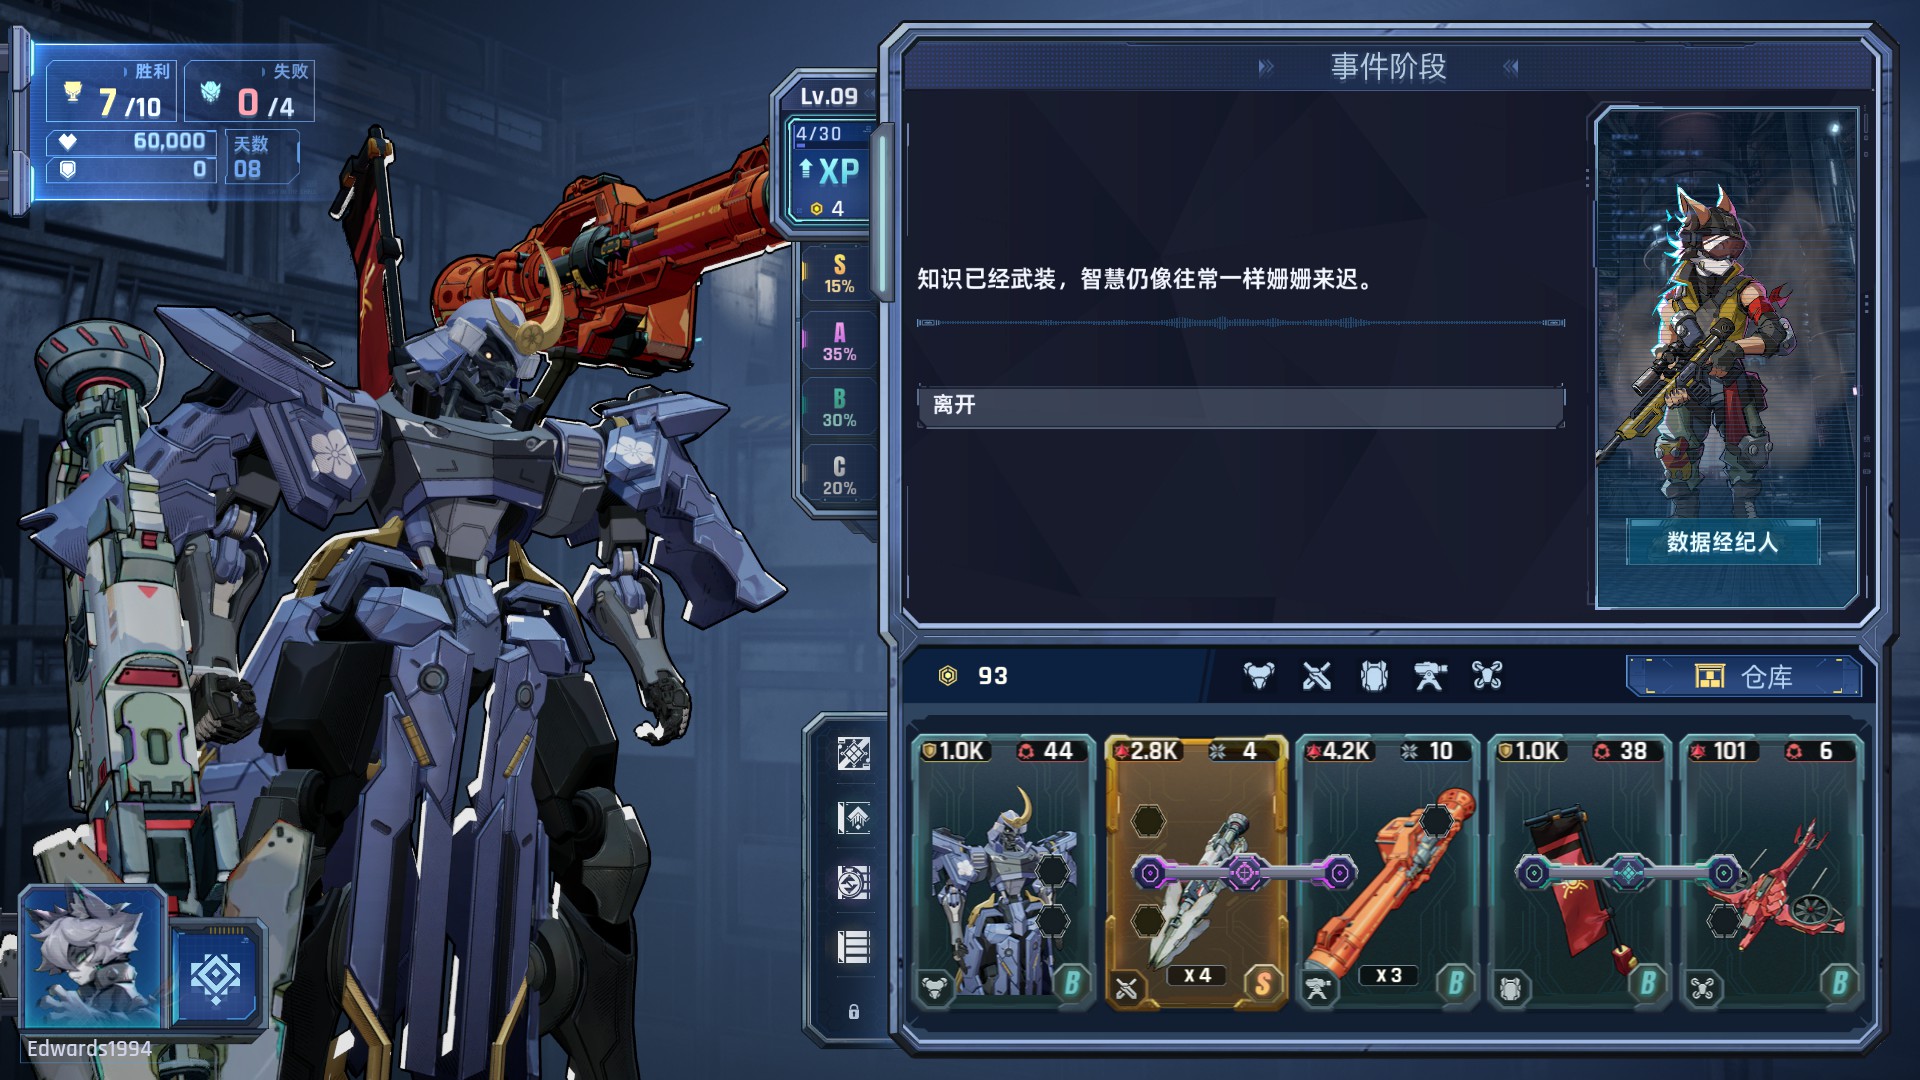 胜利
7/10
失败
0/4
60,000
0
天数
08
Lv.09
4/30
XP
4
S
15%
A
35%
B
30%
C
20%
事件阶段
知识已经武装，智慧仍像往常一样姗姗来迟。
离开
数据经纪人
93
仓库
1.0K 44
2.8K 4
4.2K 10
1.0K 38
101 6
B
x4
S
x3
B
B
B
Edwards1994